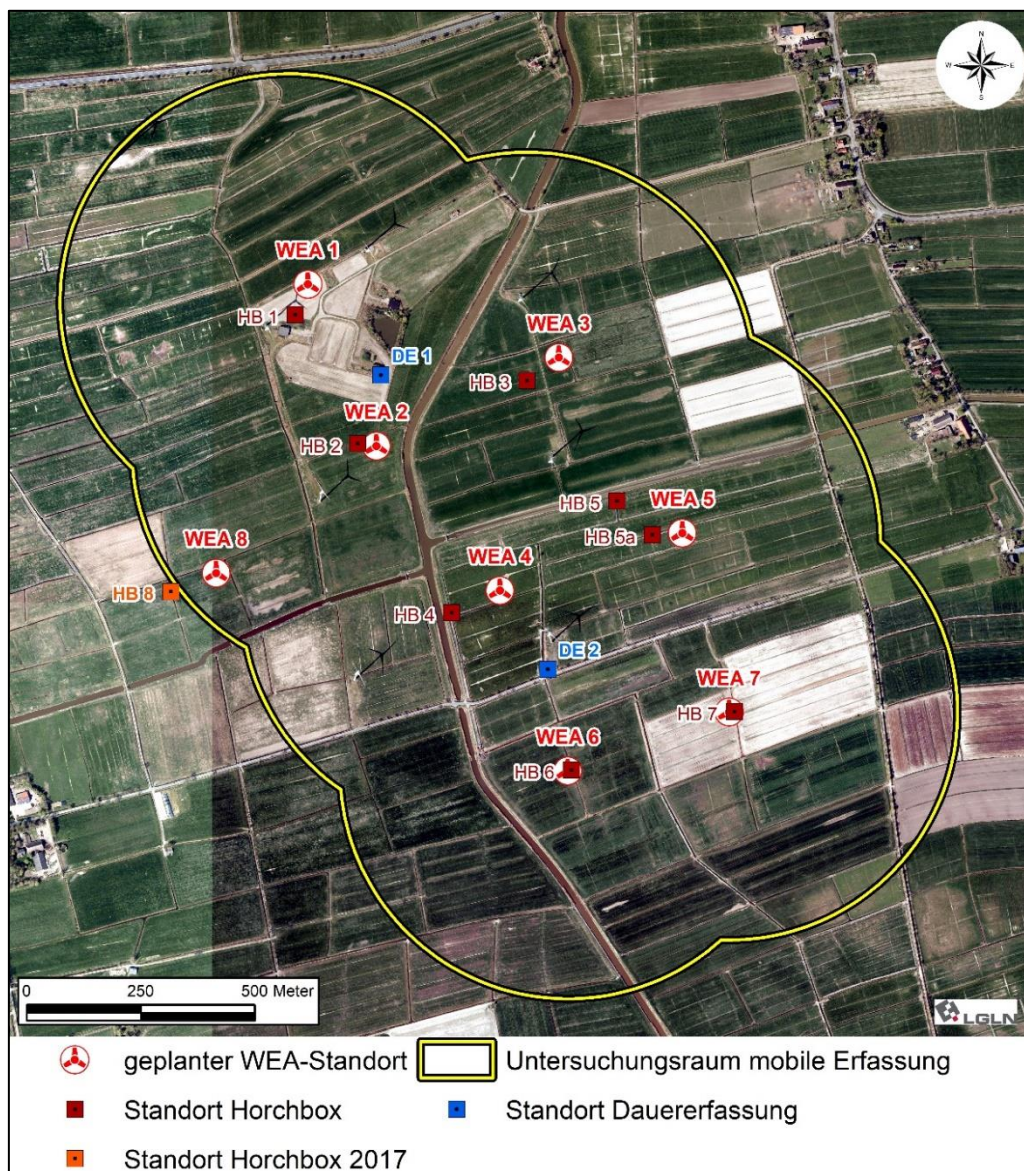 N
W E
S
WEA 1
HB 1
WEA 3
DE 1
HB 3
WEA 2
HB 2
HB 5
WEA 5
HB 5a
WEA 8
WEA 4
HB 8
HB 4
DE 2
WEA 7
HB 7
WEA 6
HB 6
0 250 500 Meter
LGLN
geplanter WEA-Standort Untersuchungsraum mobile Erfassung
Standort Horchbox Standort Dauererfassung
Standort Horchbox 2017